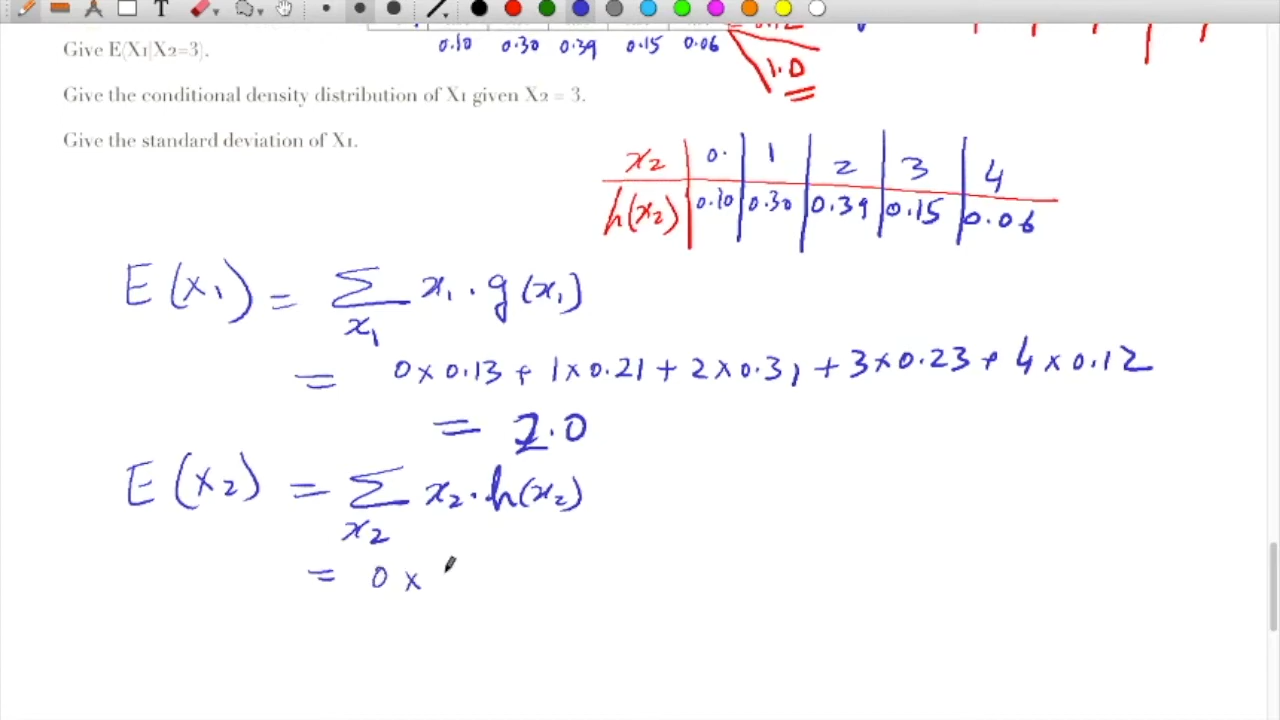 0.12
Give E(X1|X2=3).
0.10 0.30 0.39 0.15 0.06
1.0
Give the conditional density distribution of X1 given X2 = 3.
Give the standard deviation of X1.
x2 0. 1 2 3 4
h(x2) 0.10 0.30 0.39 0.15 0.06
E(X1) = Σ x1 . g(x1)
x1
= 0 x 0.13 + 1 x 0.21 + 2 x 0.31 + 3 x 0.23 + 4 x 0.12
= 2.0
E(X2) = Σ x2 . h(x2)
x2
= 0 x